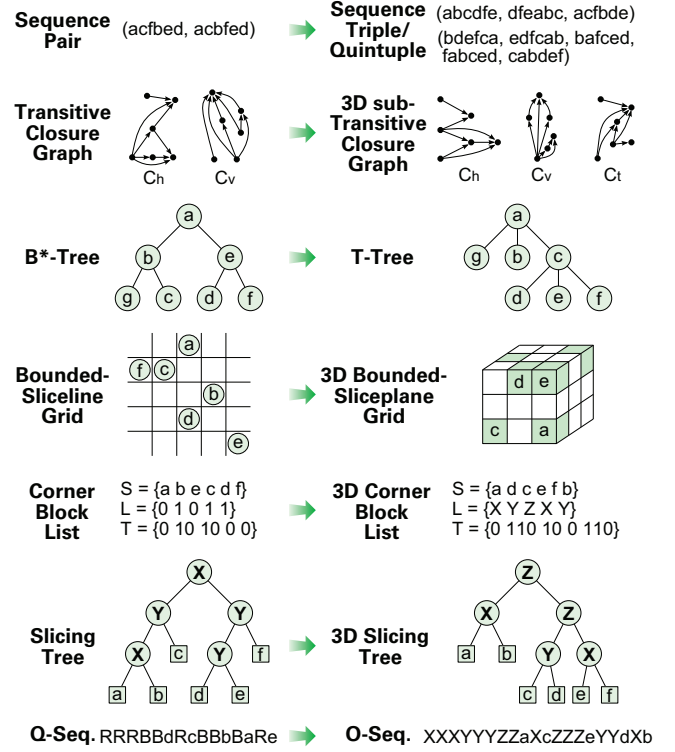 Sequence Pair
(acfbed, acbfed)
Sequence Triple/ Quintuple
(abcdfe, dfeabc, acfbde)
(bdefca, edfcab, bafced,
fabced, cabdef)
Transitive Closure Graph
Ch
Cv
3D sub-Transitive Closure Graph
Ch
Cv
Ct
B*-Tree
a
b e
g c d f
T-Tree
a
g b c
d e f
Bounded-Sliceline Grid
a
f c
b
d
e
3D Bounded-Sliceplane Grid
d e
c a
Corner Block List
S = {a b e c d f}
L = {0 1 0 1 1}
T = {0 10 10 0 0}
3D Corner Block List
S = {a d c e f b}
L = {X Y Z X Y}
T = {0 110 10 0 110}
Slicing Tree
X
Y Y
X c Y f
a b d e
3D Slicing Tree
Z
X Z
a b Y X
c d e f
Q-Seq. RRRBBdRcBBbBaRe
O-Seq. XXXYYYZZaXcZZZeYYdXb